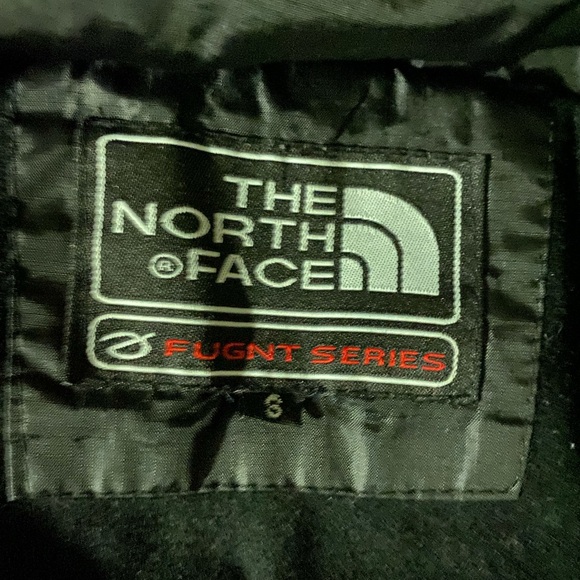 THE
NORTH
®FACE
FUGNT SERIES
S